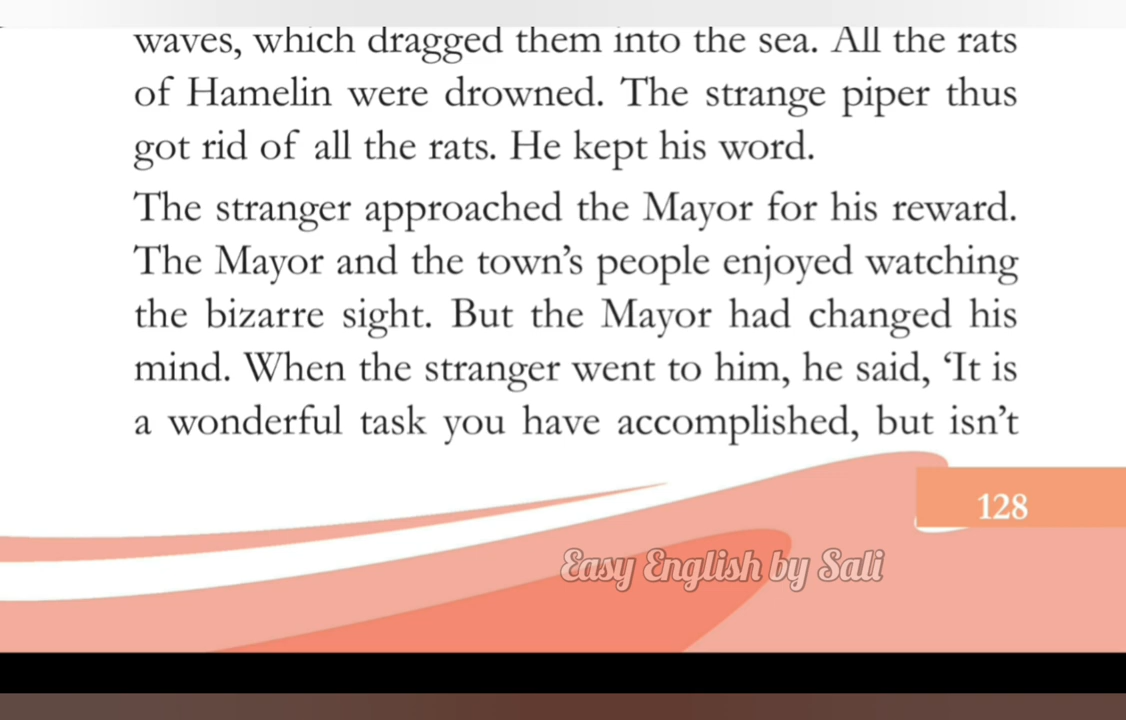 waves, which dragged them into the sea. All the rats
of Hamelin were drowned. The strange piper thus
got rid of all the rats. He kept his word.
The stranger approached the Mayor for his reward.
The Mayor and the town’s people enjoyed watching
the bizarre sight. But the Mayor had changed his
mind. When the stranger went to him, he said, ‘It is
a wonderful task you have accomplished, but isn’t
128
Easy English by Sali